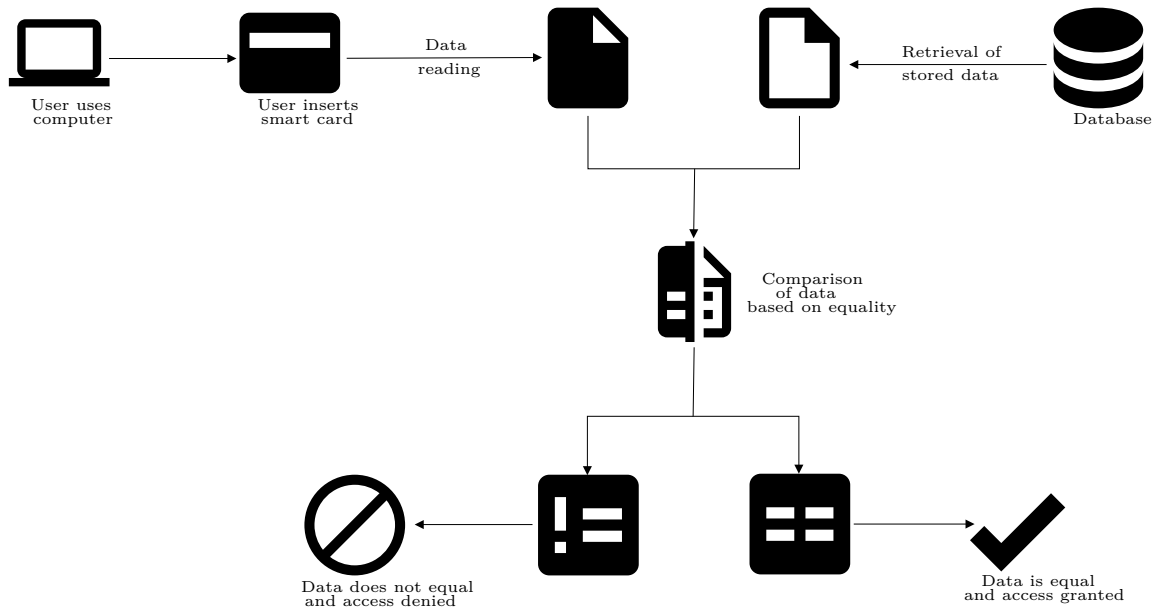 User uses
computer
User inserts
smart card
Data
reading
Retrieval of
stored data
Database
Comparison
of data
based on equality
Data does not equal
and access denied
Data is equal
and access granted